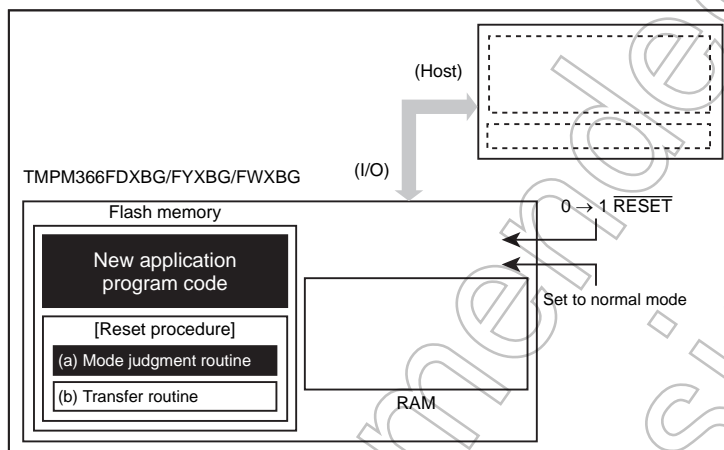 (Host)
(I/O)
TMPM366FDXBG/FYXBG/FWXBG
Flash memory
0 → 1 RESET
New application
program code
Set to normal mode
[Reset procedure]
(a) Mode judgment routine
(b) Transfer routine
RAM